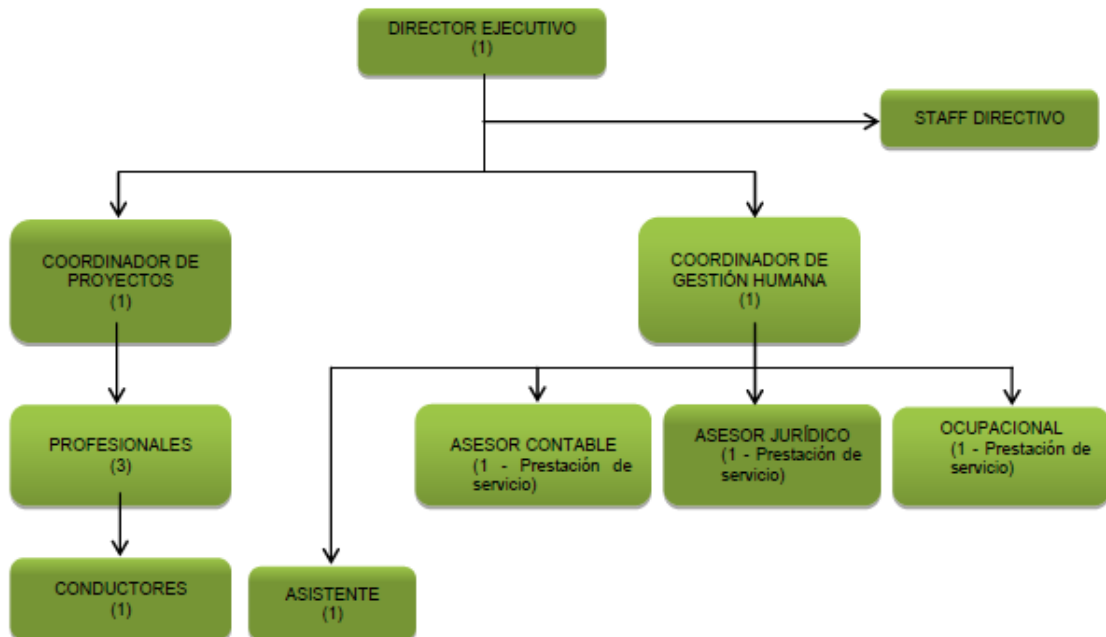 DIRECTOR EJECUTIVO
(1)
STAFF DIRECTIVO
COORDINADOR DE
PROYECTOS
(1)
COORDINADOR DE
GESTIÓN HUMANA
(1)
PROFESIONALES
(3)
ASESOR CONTABLE
(1 - Prestación de
servicio)
ASESOR JURÍDICO
(1 - Prestación de
servicio)
OCUPACIONAL
(1 - Prestación de
servicio)
CONDUCTORES
(1)
ASISTENTE
(1)